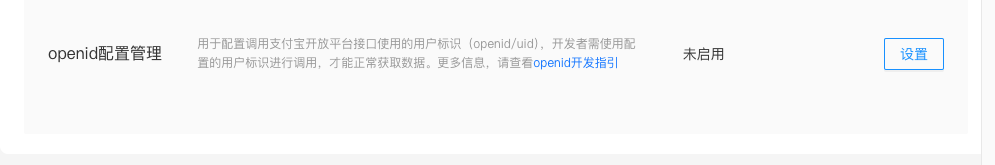 openid配置管理
用于配置调用支付宝开放平台接口使用的用户标识（openid/uid)，开发者需使用配
置的用户标识进行调用，才能正常获取数据。更多信息，请查看openid开发指引
未启用
设置